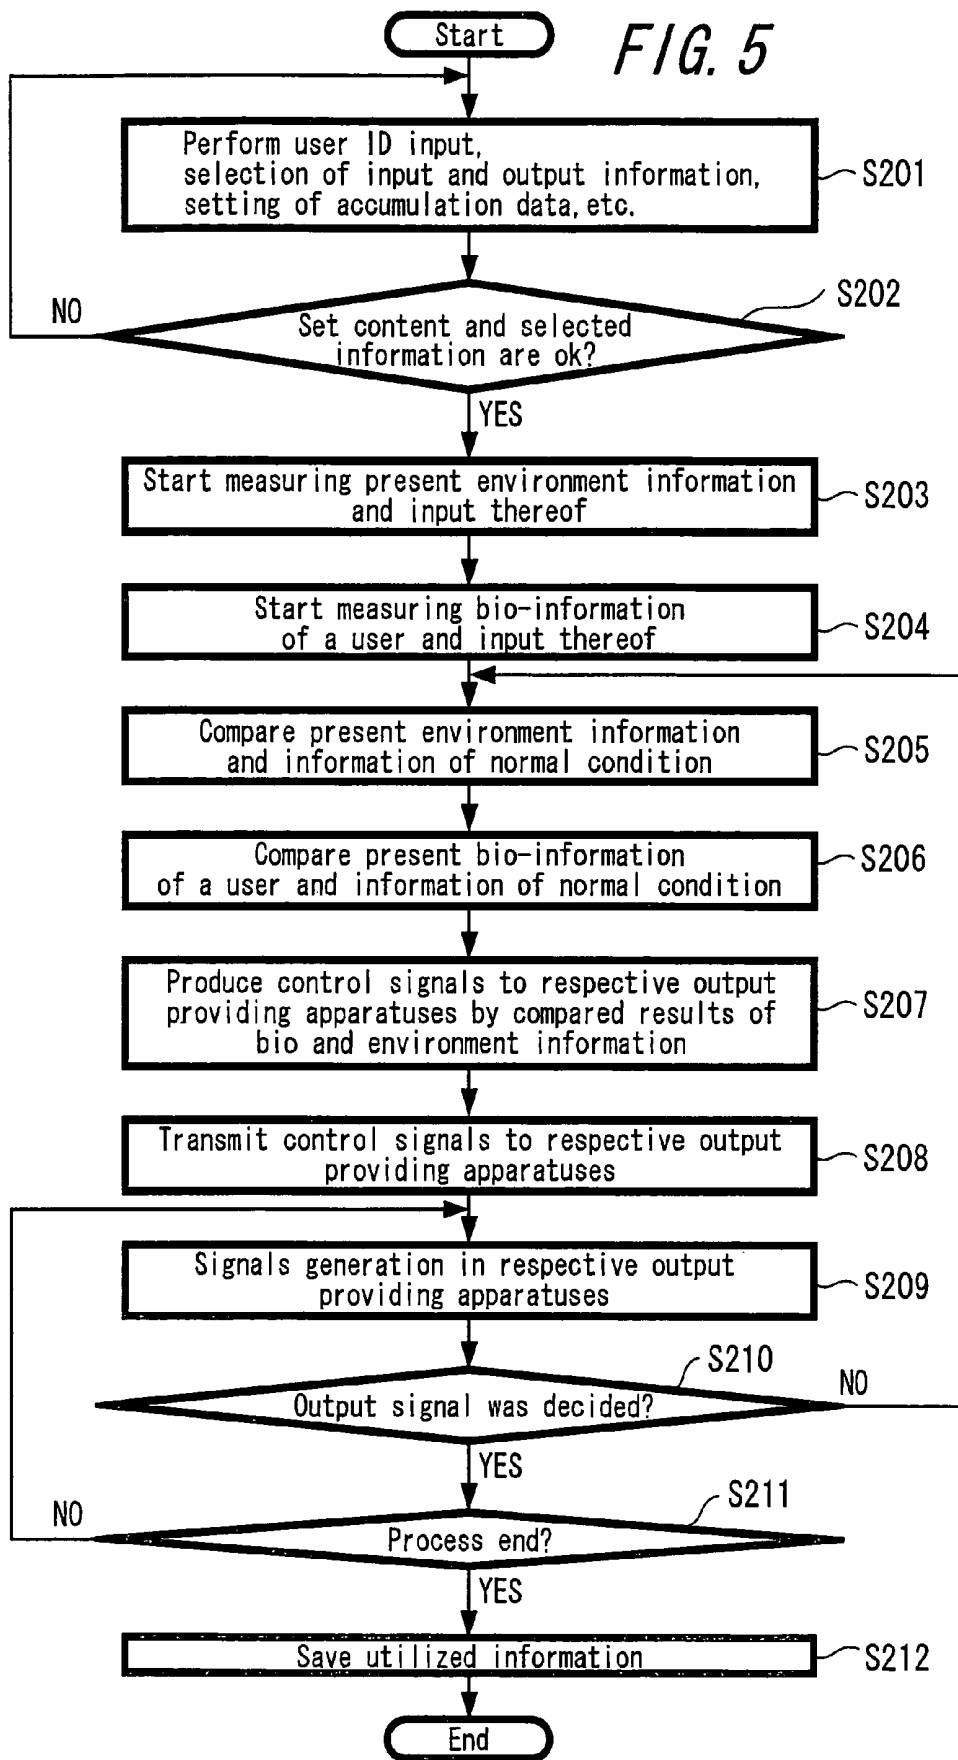 Start
FIG. 5
Perform user ID input,
selection of input and output information,
setting of accumulation data, etc.
S201
S202
NO
Set content and selected
information are ok?
YES
Start measuring present environment information
and input thereof
S203
Start measuring bio-information
of a user and input thereof
S204
Compare present environment information
and information of normal condition
S205
Compare present bio-information
of a user and information of normal condition
S206
Produce control signals to respective output
providing apparatuses by compared results of
bio and environment information
S207
Transmit control signals to respective output
providing apparatuses
S208
Signals generation in respective output
providing apparatuses
S209
S210
NO
Output signal was decided?
YES
S211
NO
Process end?
YES
Save utilized information
S212
End